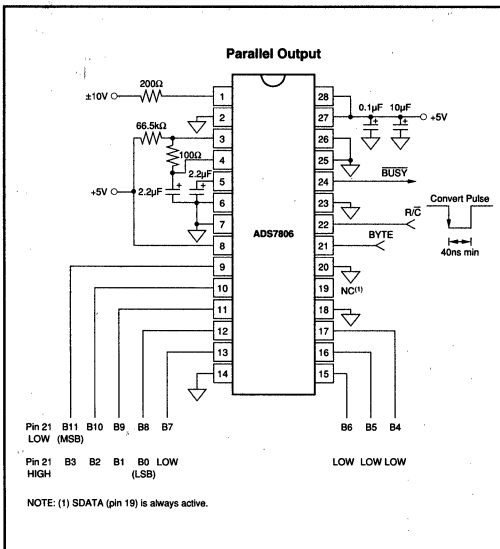 Parallel Output
±10V
200Ω
66.5kΩ
100Ω
2.2µF
2.2µF
+5V
1
2
3
4
5
6
7
8
9
10
11
12
13
14
ADS7806
28
27
26
25
24
23
22
21
20
19
18
17
16
15
0.1µF 10µF
+5V
BUSY
R/C
Convert Pulse
40ns min
BYTE
NC(1)
Pin 21 B11 B10 B9 B8 B7 B6 B5 B4
LOW (MSB)
Pin 21 B3 B2 B1 B0 LOW LOW LOW LOW
HIGH (LSB)
NOTE: (1) SDATA (pin 19) is always active.